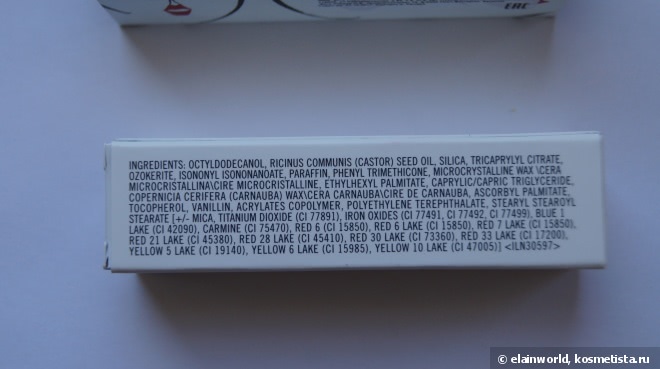 EAC
INGREDIENTS: OCTYLDODECANOL, RICINUS COMMUNIS (CASTOR) SEED OIL, SILICA, TRICAPRYLYL CITRATE,
OZOKERITE, ISONONYL ISONONANOATE, PARAFFIN, PHENYL TRIMETHICONE, MICROCRYSTALLINE WAX \CERA
MICROCRISTALLINA\CIRE MICROCRISTALLINE, ETHYLHEXYL PALMITATE, CAPRYLIC/CAPRIC TRIGLYCERIDE,
COPERNICIA CERIFERA (CARNAUBA) WAX\CERA CARNAUBA\CIRE DE CARNAUBA, ASCORBYL PALMITATE,
TOCOPHEROL, VANILLIN, ACRYLATES COPOLYMER, POLYETHYLENE TEREPHTHALATE, STEARYL STEAROYL
STEARATE [+/- MICA, TITANIUM DIOXIDE (CI 77891), IRON OXIDES (CI 77491, CI 77492, CI 77499), BLUE 1
LAKE (CI 42090), CARMINE (CI 75470), RED 6 (CI 15850), RED 6 LAKE (CI 15850), RED 7 LAKE (CI 15850),
RED 21 LAKE (CI 45380), RED 28 LAKE (CI 45410), RED 30 LAKE (CI 73360), RED 33 LAKE (CI 17200),
YELLOW 5 LAKE (CI 19140), YELLOW 6 LAKE (CI 15985), YELLOW 10 LAKE (CI 47005)] <ILN30597>
© elainworld, kosmetista.ru